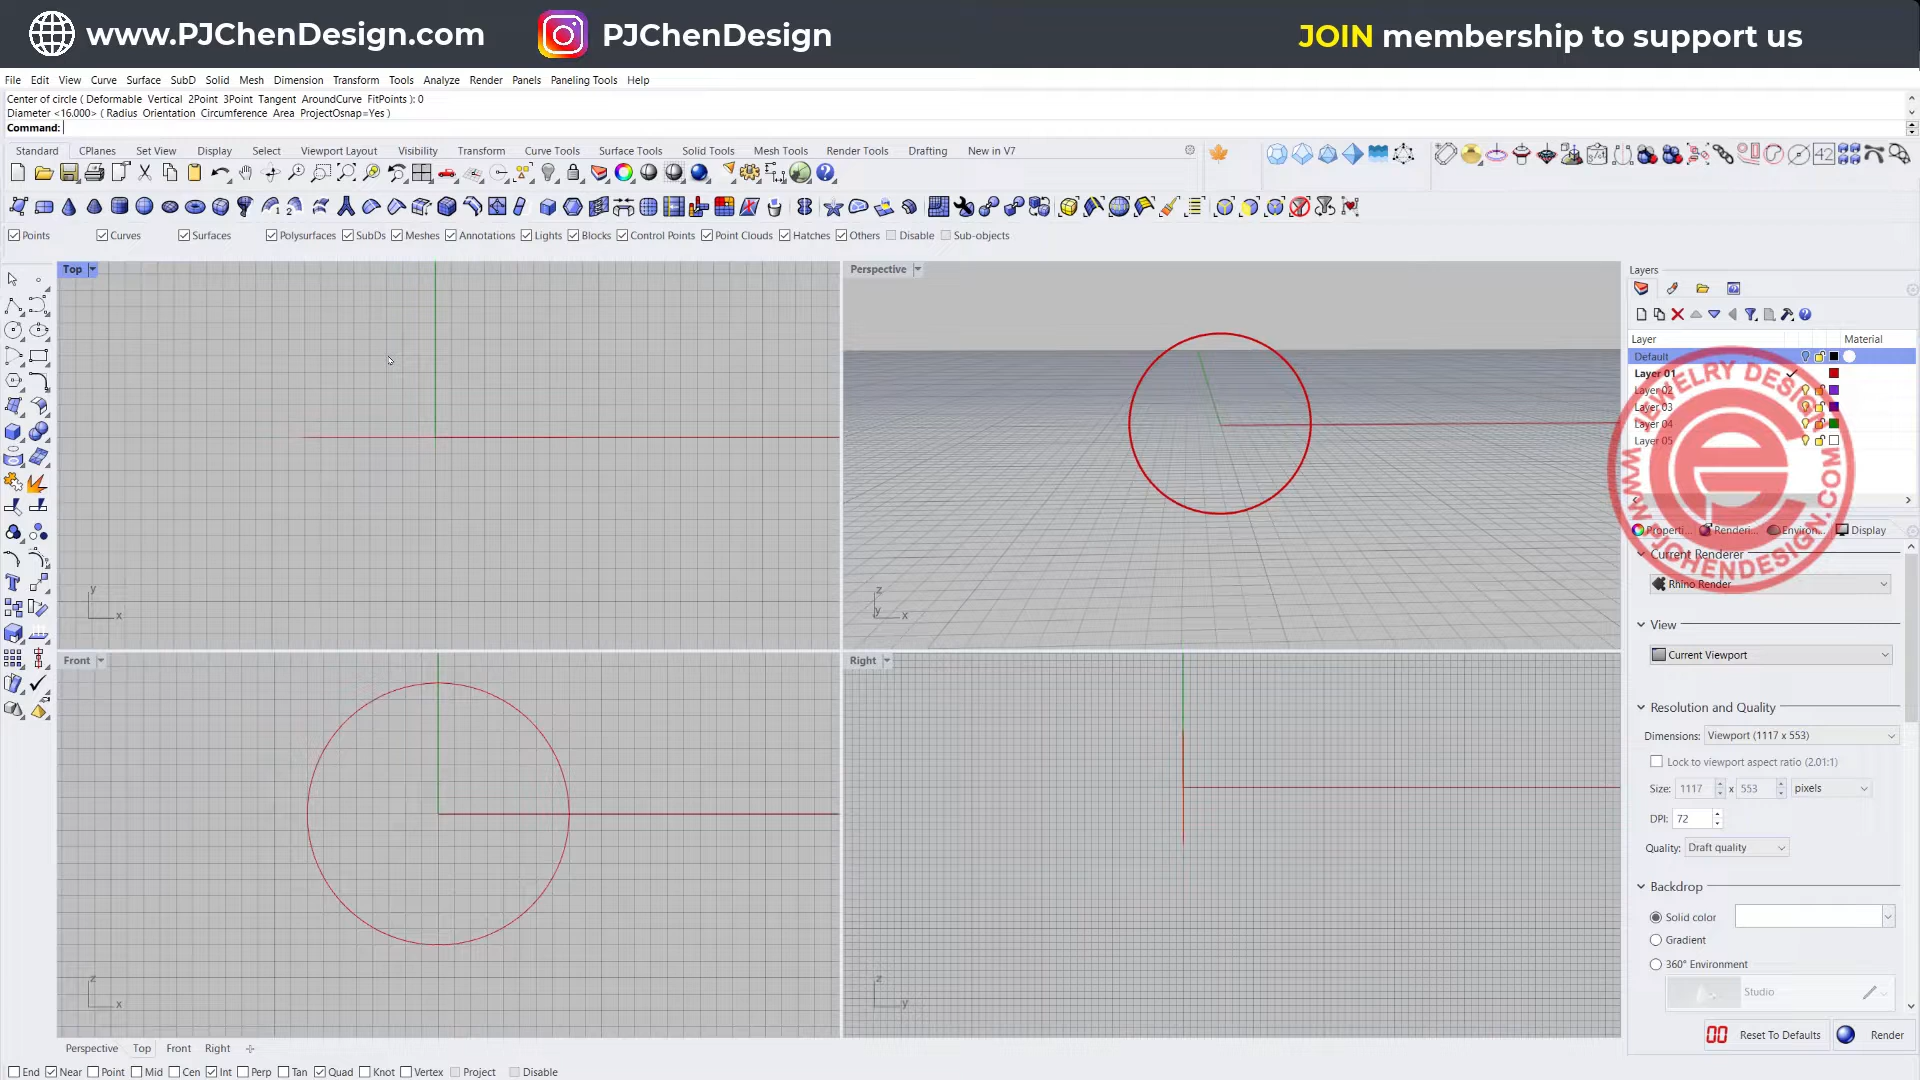 www.PJChenDesign.com PJChenDesign JOIN membership to support us
File Edit View Curve Surface SubD Solid Mesh Dimension Transform Tools Analyze Render Panels Paneling Tools Help
Center of circle ( Deformable Vertical 2Point 3Point Tangent AroundCurve FitPoints ): 0
Diameter <16.000> ( Radius Orientation Circumference Area ProjectOsnap=Yes )
Command:
Standard CPlanes Set View Display Select Viewport Layout Visibility Transform Curve Tools Surface Tools Solid Tools Mesh Tools Render Tools Drafting New in V7
Points Curves Surfaces Polysurfaces SubDs Meshes Annotations Lights Blocks Control Points Point Clouds Hatches Others Disable Sub-objects
Top
Perspective
Front
Right
y
x
z
y
x
z
x
z
y
Layers
Layer Material
Default
Layer 01
Layer 02
Layer 03
Layer 04
Layer 05
JEWELRY DESIGN
WWW.PJCHENDESIGN.COM
Properti... Renderi... Environ... Display
Current Renderer
Rhino Render
View
Current Viewport
Resolution and Quality
Dimensions: Viewport (1117 x 553)
Lock to viewport aspect ratio (2.01:1)
Size: 1117 x 553 pixels
DPI: 72
Quality: Draft quality
Backdrop
Solid color
Gradient
360° Environment
Studio
Reset To Defaults Render
Perspective Top Front Right
End Near Point Mid Cen Int Perp Tan Quad Knot Vertex Project Disable